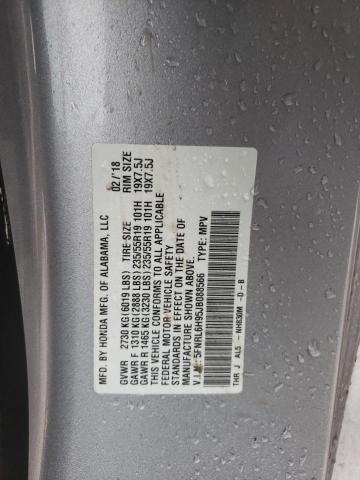 MFD. BY HONDA MFG. OF ALABAMA, LLC 02/'18
TIRE-SIZE RIM SIZE
GVWR 2730 KG(6019 LBS)
GAWR F 1310 KG(2888 LBS) 235/55R19 101H 19X7.5J
GAWR R 1465 KG(3230 LBS) 235/55R19 101H 19X7.5J
THIS VEHICLE CONFORMS TO ALL APPLICABLE
FEDERAL MOTOR VEHICLE SAFETY
STANDARDS IN EFFECT ON THE DATE OF
MANUFACTURE SHOWN ABOVE.
V.I.N.: 5FNRL6H95JB088566 TYPE: MPV
THR J AL5 - NH830M -D-B